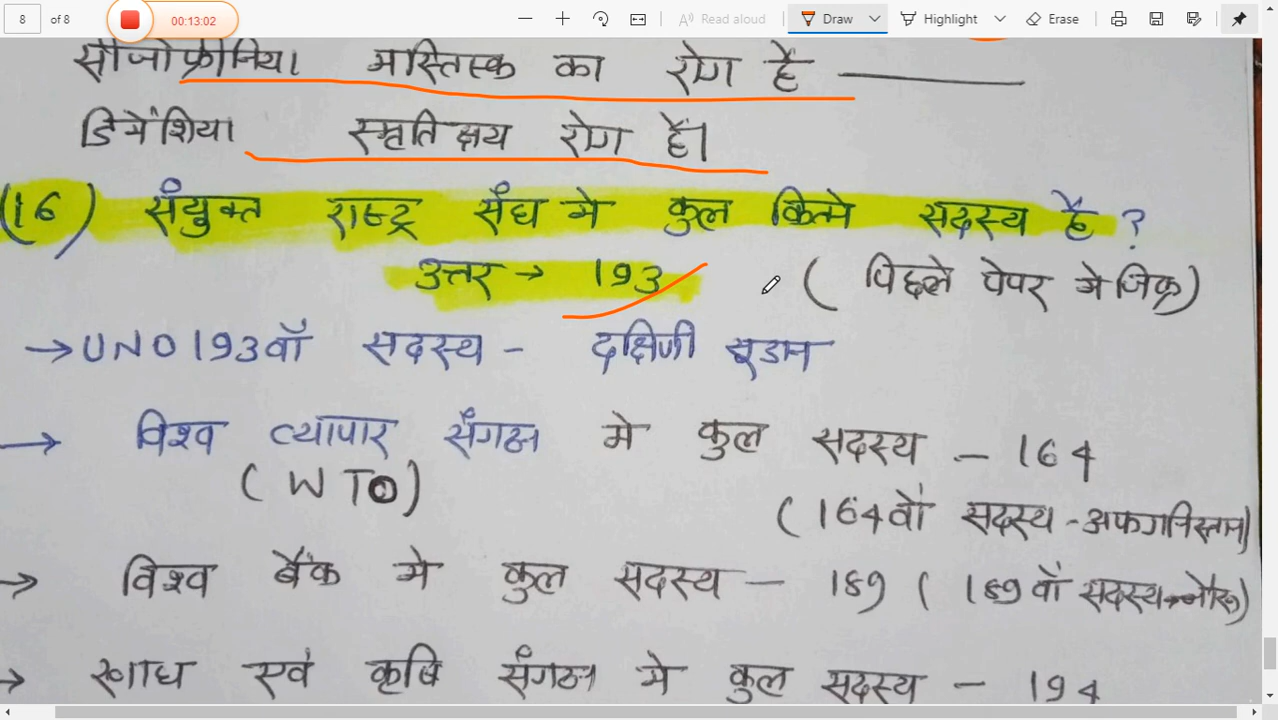 8 of 8 00:13:02 Read aloud Draw Highlight Erase
सीजोफ्रीनिया मस्तिस्क का रोग है
डिमेंशिया स्मृतिक्षय रोग हैं।
(16) संयुक्त राष्ट्र संघ मे कुल कितने सदस्य है ?
उत्तर → 193 ( पिछले पेपर मे जिक्र)
→ UNO 193वाँ सदस्य - दक्षिणी सूडान
→ विश्व व्यापार संगठन मे कुल सदस्य - 164
( WTO)
( 164वाँ सदस्य - अफगानिस्तान)
→ विश्व बैंक मे कुल सदस्य - 189 ( 189 वाँ सदस्य → नौरू)
→ खाध एवं कृषि संगठन मे कुल सदस्य - 194